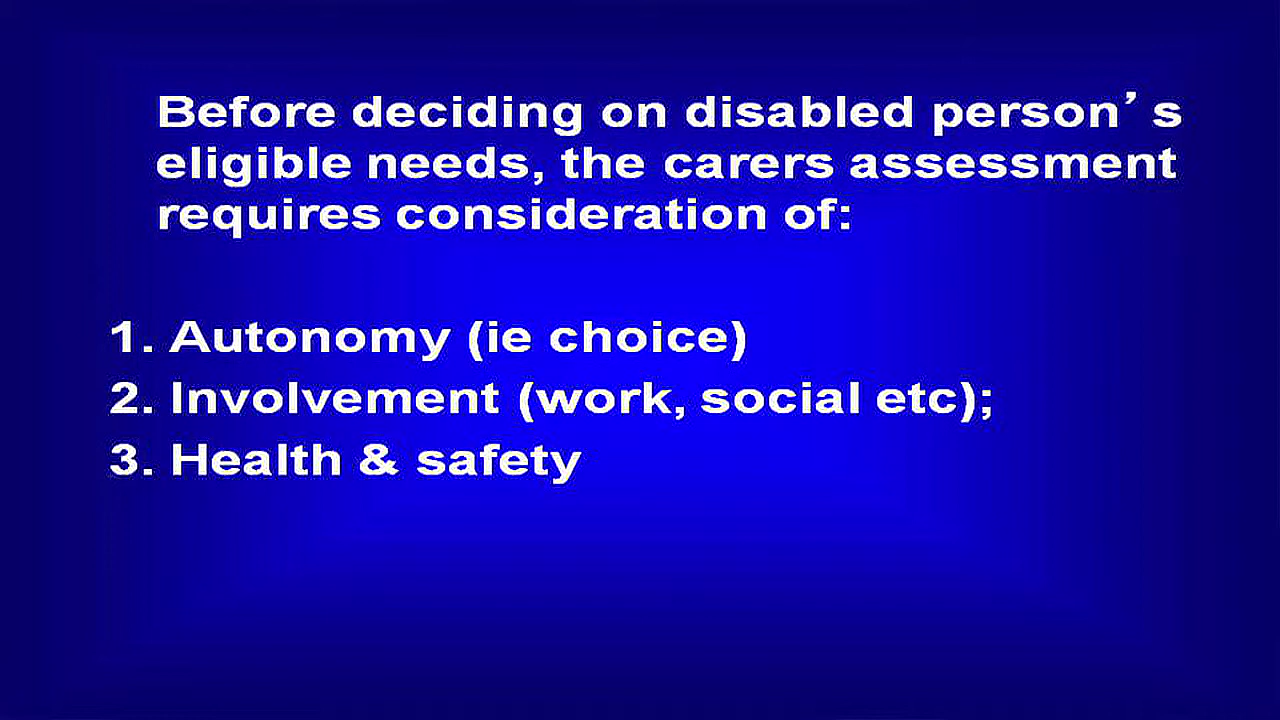 Before deciding on disabled person’s
eligible needs, the carers assessment
requires consideration of:
1. Autonomy (ie choice)
2. Involvement (work, social etc);
3. Health & safety